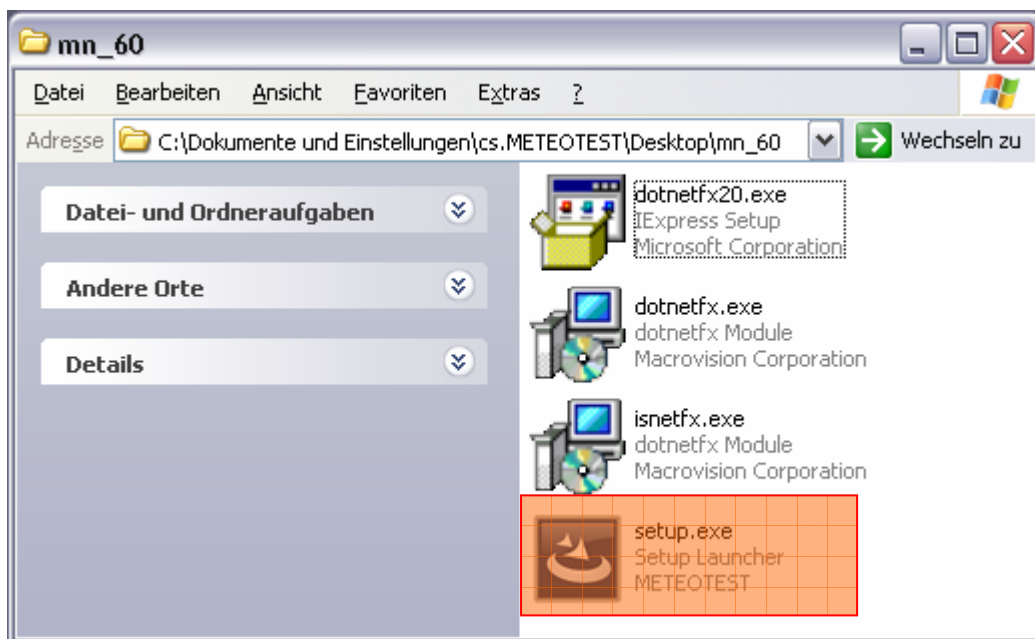 mn_60
Datei Bearbeiten Ansicht Favoriten Extras ?
Adresse C:\Dokumente und Einstellungen\cs.METEOTEST\Desktop\mn_60 Wechseln zu
Datei- und Ordneraufgaben
Andere Orte
Details
dotnetfx20.exe
IExpress Setup
Microsoft Corporation
dotnetfx.exe
dotnetfx Module
Macrovision Corporation
isnetfx.exe
dotnetfx Module
Macrovision Corporation
setup.exe
Setup Launcher
METEOTEST